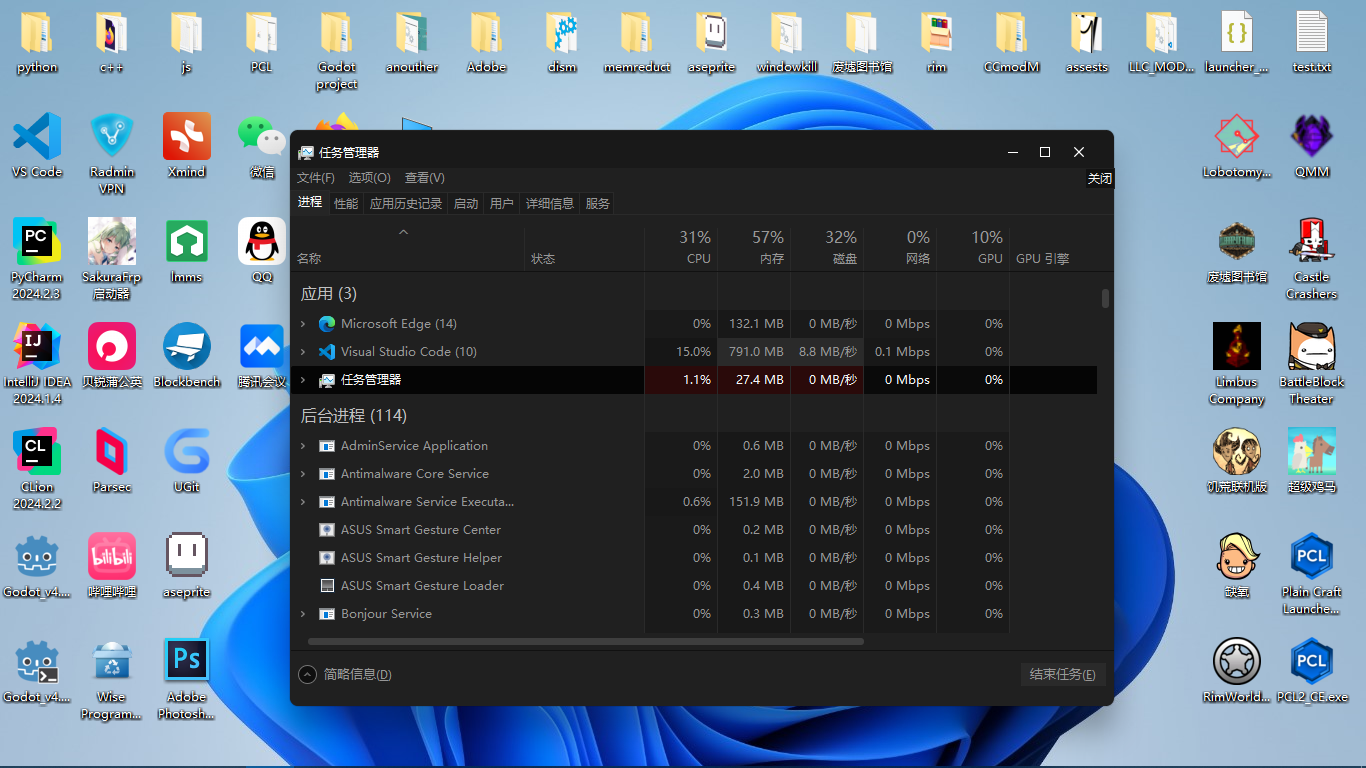 python
c++
js
PCL
Godot project
anouther
Adobe
dism
memreduct
aseprite
windowkill
废墟图书馆
rim
CCmodM
assests
LLC_MOD...
launcher_...
test.txt
VS Code
Radmin VPN
Xmind
微信
Lobotomy...
QMM
PyCharm 2024.2.3
SakuraFrp 启动器
lmms
QQ
废墟图书馆
Castle Crashers
IntelliJ IDEA 2024.1.4
贝锐蒲公英
Blockbench
腾讯会议
Limbus Company
BattleBlock Theater
CLion 2024.2.2
Parsec
UGit
饥荒联机版
超级鸡马
Godot_v4....
哔哩哔哩
aseprite
缺氧
Plain Craft Launche...
Godot_v4....
Wise Program...
Adobe Photosh...
RimWorld...
PCL2_CE.exe
PC
IJ
CL
bilibili
Ps
PCL
PCL
任务管理器
关闭
文件(F) 选项(O) 查看(V)
进程 性能 应用历史记录 启动 用户 详细信息 服务
31% 57% 32% 0% 10%
名称 状态 CPU 内存 磁盘 网络 GPU GPU 引擎
应用 (3)
Microsoft Edge (14) 0% 132.1 MB 0 MB/秒 0 Mbps 0%
Visual Studio Code (10) 15.0% 791.0 MB 8.8 MB/秒 0.1 Mbps 0%
任务管理器 1.1% 27.4 MB 0 MB/秒 0 Mbps 0%
后台进程 (114)
AdminService Application 0% 0.6 MB 0 MB/秒 0 Mbps 0%
Antimalware Core Service 0% 2.0 MB 0 MB/秒 0 Mbps 0%
Antimalware Service Executa... 0.6% 151.9 MB 0 MB/秒 0 Mbps 0%
ASUS Smart Gesture Center 0% 0.2 MB 0 MB/秒 0 Mbps 0%
ASUS Smart Gesture Helper 0% 0.1 MB 0 MB/秒 0 Mbps 0%
ASUS Smart Gesture Loader 0% 0.4 MB 0 MB/秒 0 Mbps 0%
Bonjour Service 0% 0.3 MB 0 MB/秒 0 Mbps 0%
简略信息(D)
结束任务(E)